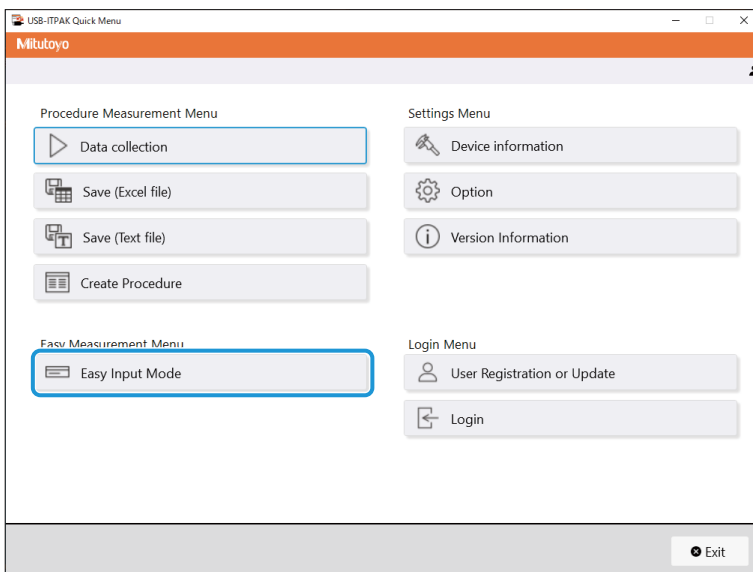 USB-ITPAK Quick Menu
Mitutoyo
Procedure Measurement Menu
Data collection
Save (Excel file)
Save (Text file)
Create Procedure
Easy Measurement Menu
Easy Input Mode
Settings Menu
Device information
Option
Version Information
Login Menu
User Registration or Update
Login
Exit